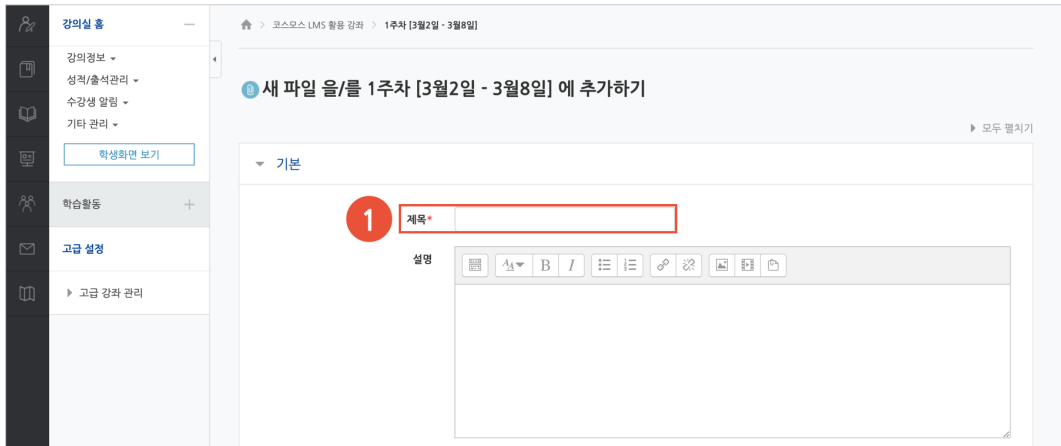 강의실 홈
강의정보
성적/출석관리
수강생 알림
기타 관리
학생화면 보기
학습활동
고급 설정
고급 강좌 관리
코스모스 LMS 활용 강좌 > 1주차 [3월2일 - 3월8일]
새 파일 을/를 1주차 [3월2일 - 3월8일] 에 추가하기
모두 펼치기
기본
1 제목*
설명
B I